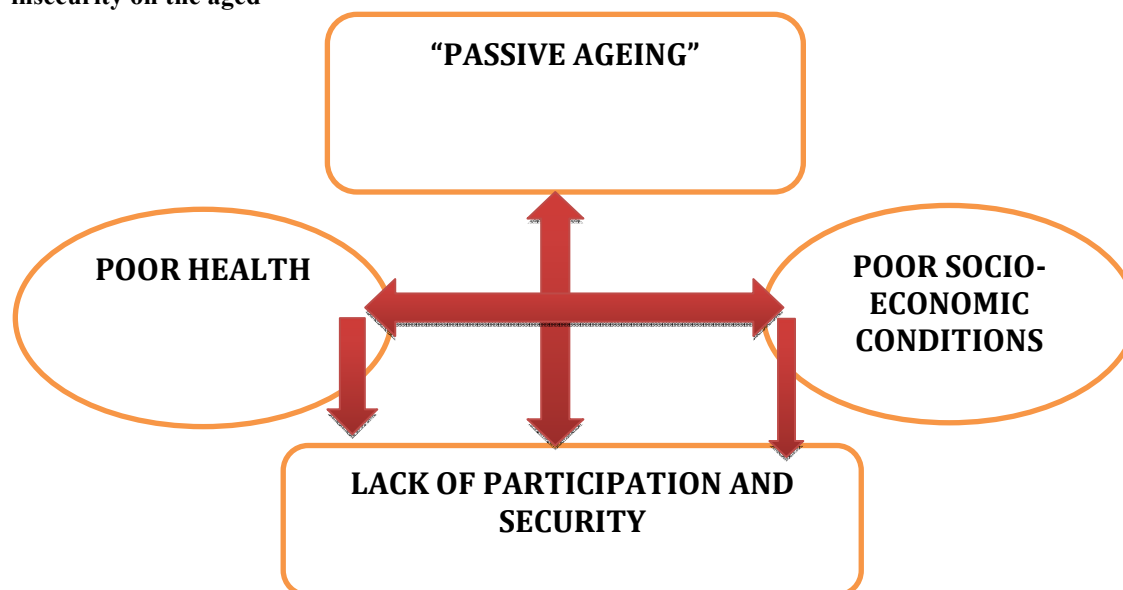 insecurity on the aged
“PASSIVE AGEING”
POOR HEALTH
POOR SOCIO-
ECONOMIC
CONDITIONS
LACK OF PARTICIPATION AND
SECURITY